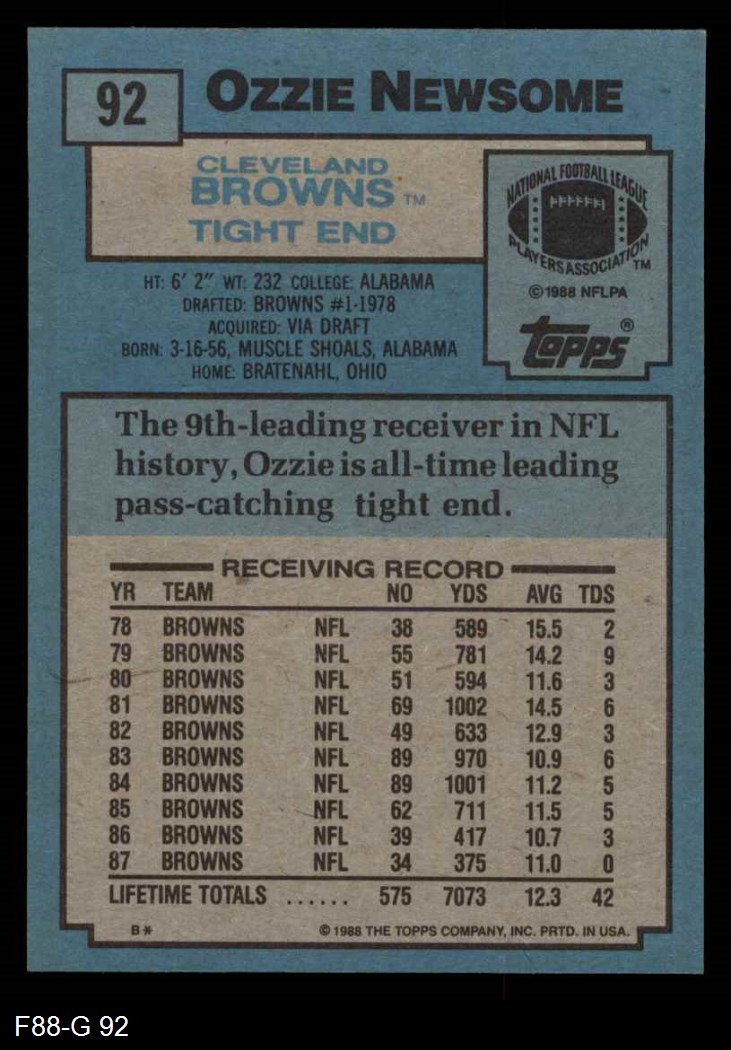 92 OZZIE NEWSOME
CLEVELAND
BROWNS TM
TIGHT END
NATIONAL FOOTBALL LEAGUE
PLAYERS ASSOCIATION TM
©1988 NFLPA
topps®
HT: 6' 2" WT: 232 COLLEGE: ALABAMA
DRAFTED: BROWNS #1-1978
ACQUIRED: VIA DRAFT
BORN: 3-16-56, MUSCLE SHOALS, ALABAMA
HOME: BRATENAHL, OHIO
The 9th-leading receiver in NFL
history, Ozzie is all-time leading
pass-catching tight end.
RECEIVING RECORD
YR TEAM NO YDS AVG TDS
78 BROWNS NFL 38 589 15.5 2
79 BROWNS NFL 55 781 14.2 9
80 BROWNS NFL 51 594 11.6 3
81 BROWNS NFL 69 1002 14.5 6
82 BROWNS NFL 49 633 12.9 3
83 BROWNS NFL 89 970 10.9 6
84 BROWNS NFL 89 1001 11.2 5
85 BROWNS NFL 62 711 11.5 5
86 BROWNS NFL 39 417 10.7 3
87 BROWNS NFL 34 375 11.0 0
LIFETIME TOTALS ...... 575 7073 12.3 42
B* © 1988 THE TOPPS COMPANY, INC. PRTD. IN USA.
F88-G 92